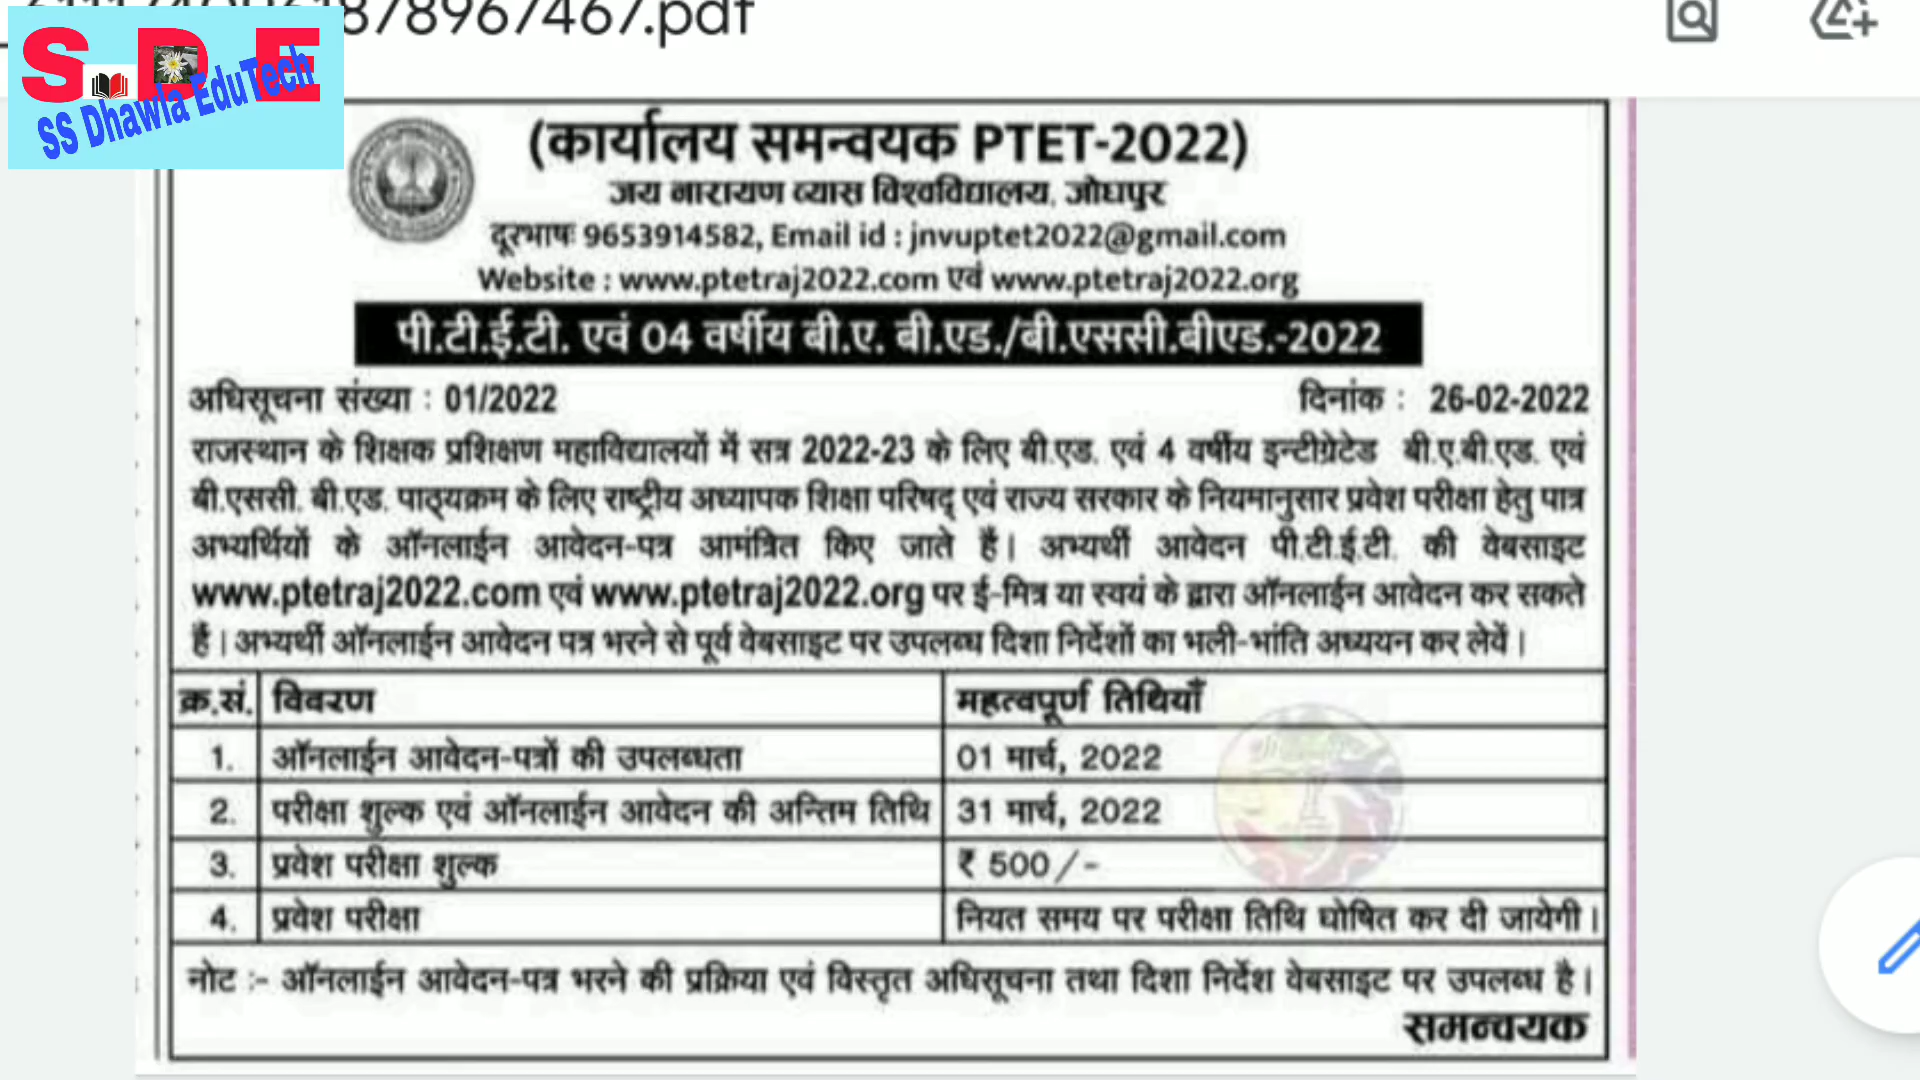 878967467.pdf
S D E
SS Dhawla EduTech
(कार्यालय समन्वयक PTET-2022)
जय नारायण व्यास विश्वविद्यालय, जोधपुर
दूरभाषः 9653914582, Email id : jnvuptet2022@gmail.com
Website : www.ptetraj2022.com एवं www.ptetraj2022.org
पी.टी.ई.टी. एवं 04 वर्षीय बी.ए. बी.एड./बी.एससी.बीएड.-2022
अधिसूचना संख्या : 01/2022 दिनांक : 26-02-2022
राजस्थान के शिक्षक प्रशिक्षण महाविद्यालयों में सत्र 2022-23 के लिए बी.एड. एवं 4 वर्षीय इन्टीग्रेटेड बी.ए.बी.एड. एवं
बी.एससी. बी.एड. पाठ्यक्रम के लिए राष्ट्रीय अध्यापक शिक्षा परिषद् एवं राज्य सरकार के नियमानुसार प्रवेश परीक्षा हेतु पात्र
अभ्यर्थियों के ऑनलाईन आवेदन-पत्र आमंत्रित किए जाते है। अभ्यर्थी आवेदन पी.टी.ई.टी. की वेबसाइट
www.ptetraj2022.com एवं www.ptetraj2022.org पर ई-मित्र या स्वयं के द्वारा ऑनलाईन आवेदन कर सकते
है। अभ्यर्थी ऑनलाईन आवेदन पत्र भरने से पूर्व वेबसाइट पर उपलब्ध दिशा निर्देशों का भली-भांति अध्ययन कर लेवें।
क्र.सं. विवरण महत्वपूर्ण तिथियाँ
1. ऑनलाईन आवेदन-पत्रों की उपलब्धता 01 मार्च, 2022
2. परीक्षा शुल्क एवं ऑनलाईन आवेदन की अन्तिम तिथि 31 मार्च, 2022
3. प्रवेश परीक्षा शुल्क ₹ 500/-
4. प्रवेश परीक्षा नियत समय पर परीक्षा तिथि घोषित कर दी जायेगी।
नोट :- ऑनलाईन आवेदन-पत्र भरने की प्रक्रिया एवं विस्तृत अधिसूचना तथा दिशा निर्देश वेबसाइट पर उपलब्ध है।
समन्वयक